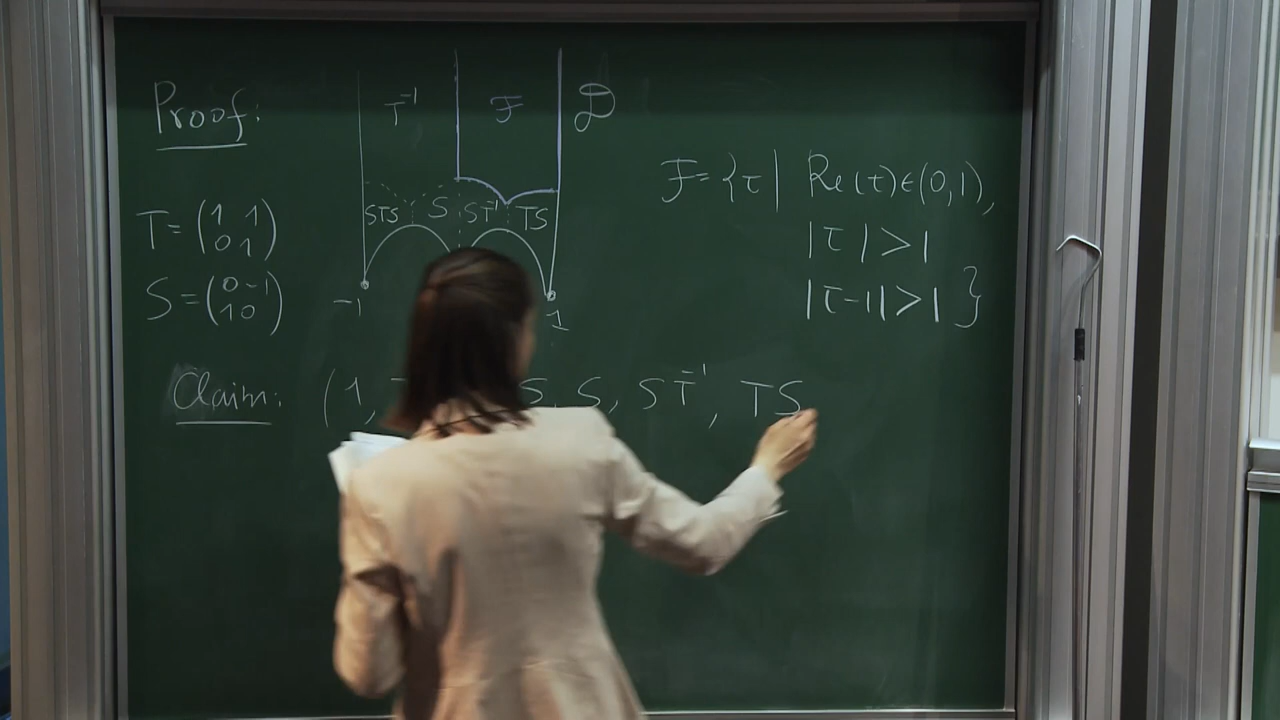 Proof:
T⁻¹ F D
F = {τ | Re(τ)∈(0,1),
|τ|>1
|τ-1|>1 }
T = (1 1
0 1)
STS S ST⁻¹ TS
S = (0 -1
1 0)
-1 1
Claim: (1, S, S, ST⁻¹, TS